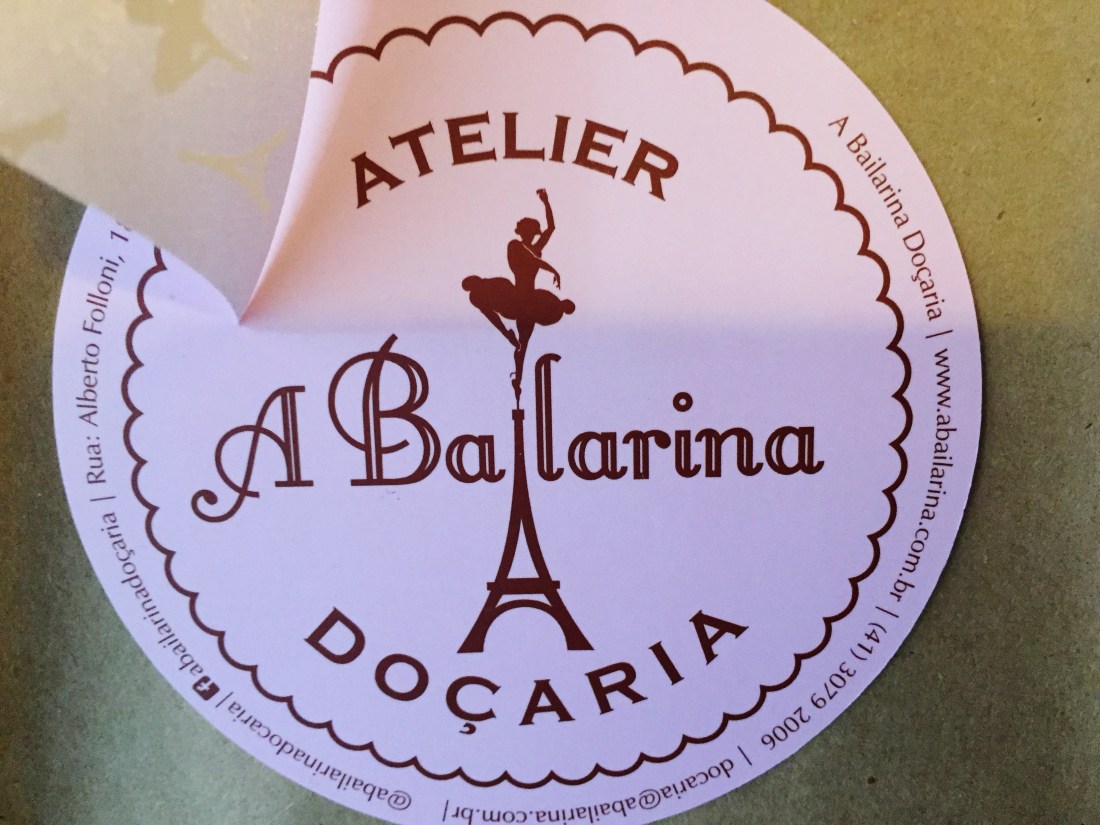 ATELIER
A Bailarina
DOÇARIA
A Bailarina Doçaria | www.abailarina.com.br | (41) 3079 2006 | docaria@abailarina.com.br | @abailarinadocaria | abailarinadoçaria | Rua: Alberto Folloni,